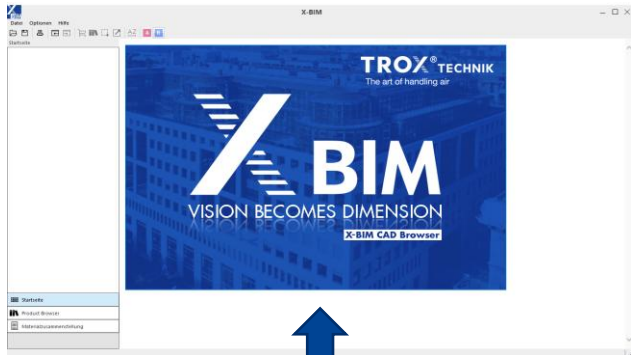 X-BIM
Datei Optionen Hilfe
Startseite
TROX® TECHNIK
The art of handling air
X BIM
VISION BECOMES DIMENSION
X-BIM CAD Browser
Startseite
Product Browser
Materialzusammenstellung